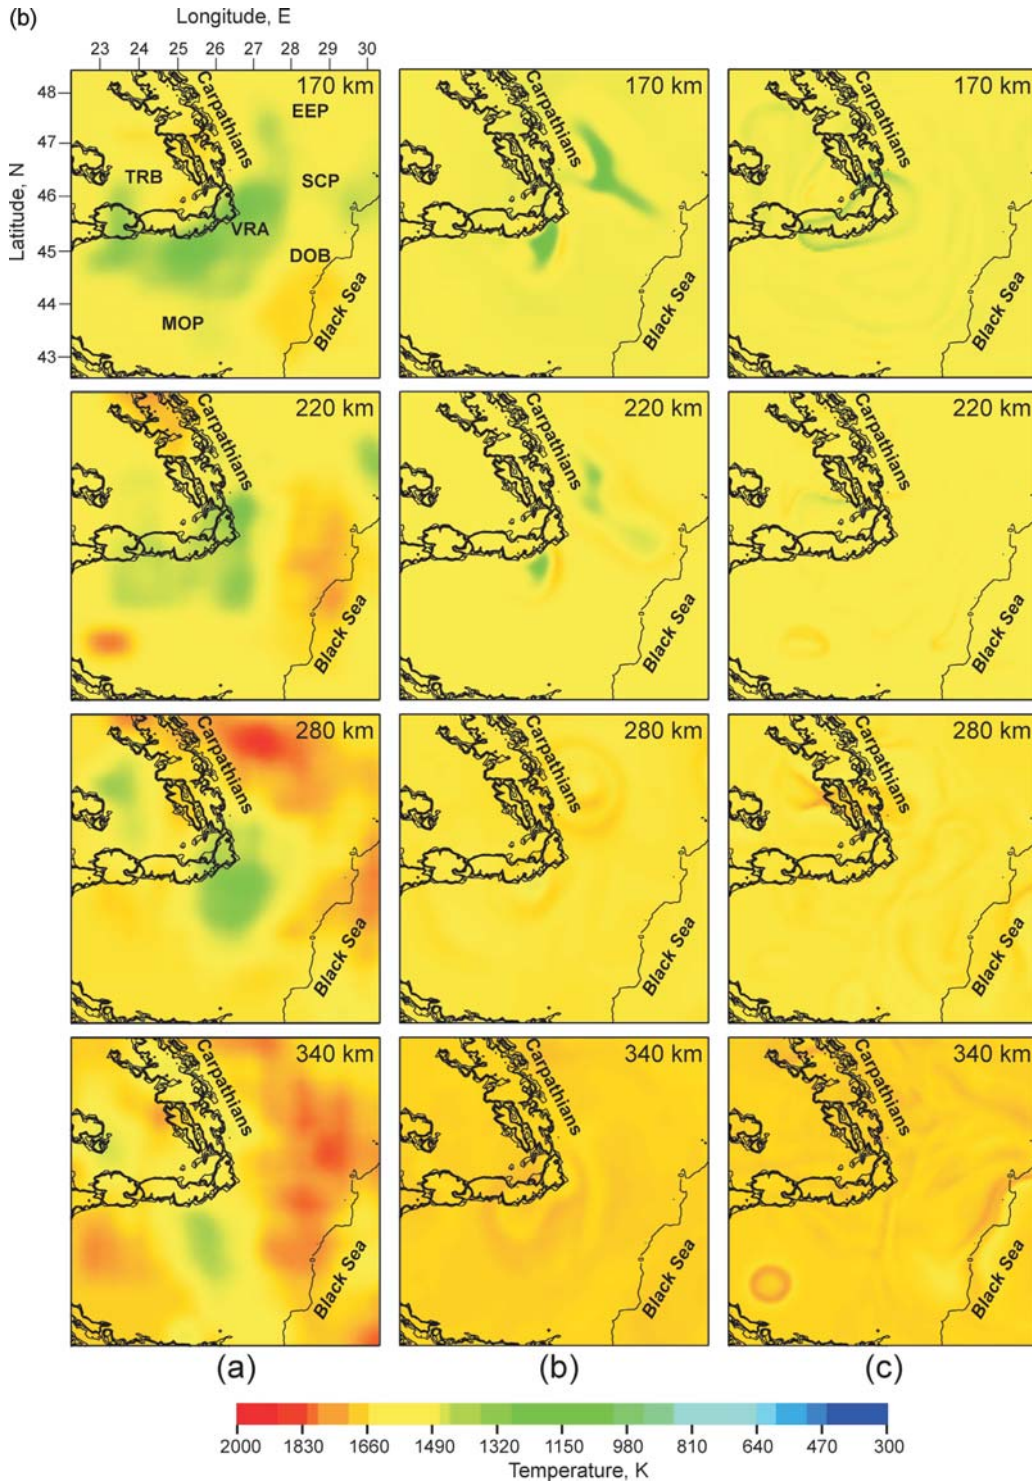 (b)
Longitude, E
23 24 25 26 27 28 29 30
Latitude, N
48
47
46
45
44
43
170 km
Carpathians
EEP
TRB
SCP
VRA
DOB
MOP
Black Sea
170 km
Carpathians
Black Sea
170 km
Carpathians
Black Sea
220 km
Carpathians
Black Sea
220 km
Carpathians
Black Sea
220 km
Carpathians
Black Sea
280 km
Carpathians
Black Sea
280 km
Carpathians
Black Sea
280 km
Carpathians
Black Sea
340 km
Carpathians
Black Sea
340 km
Carpathians
Black Sea
340 km
Carpathians
Black Sea
(a) (b) (c)
2000 1830 1660 1490 1320 1150 980 810 640 470 300
Temperature, K